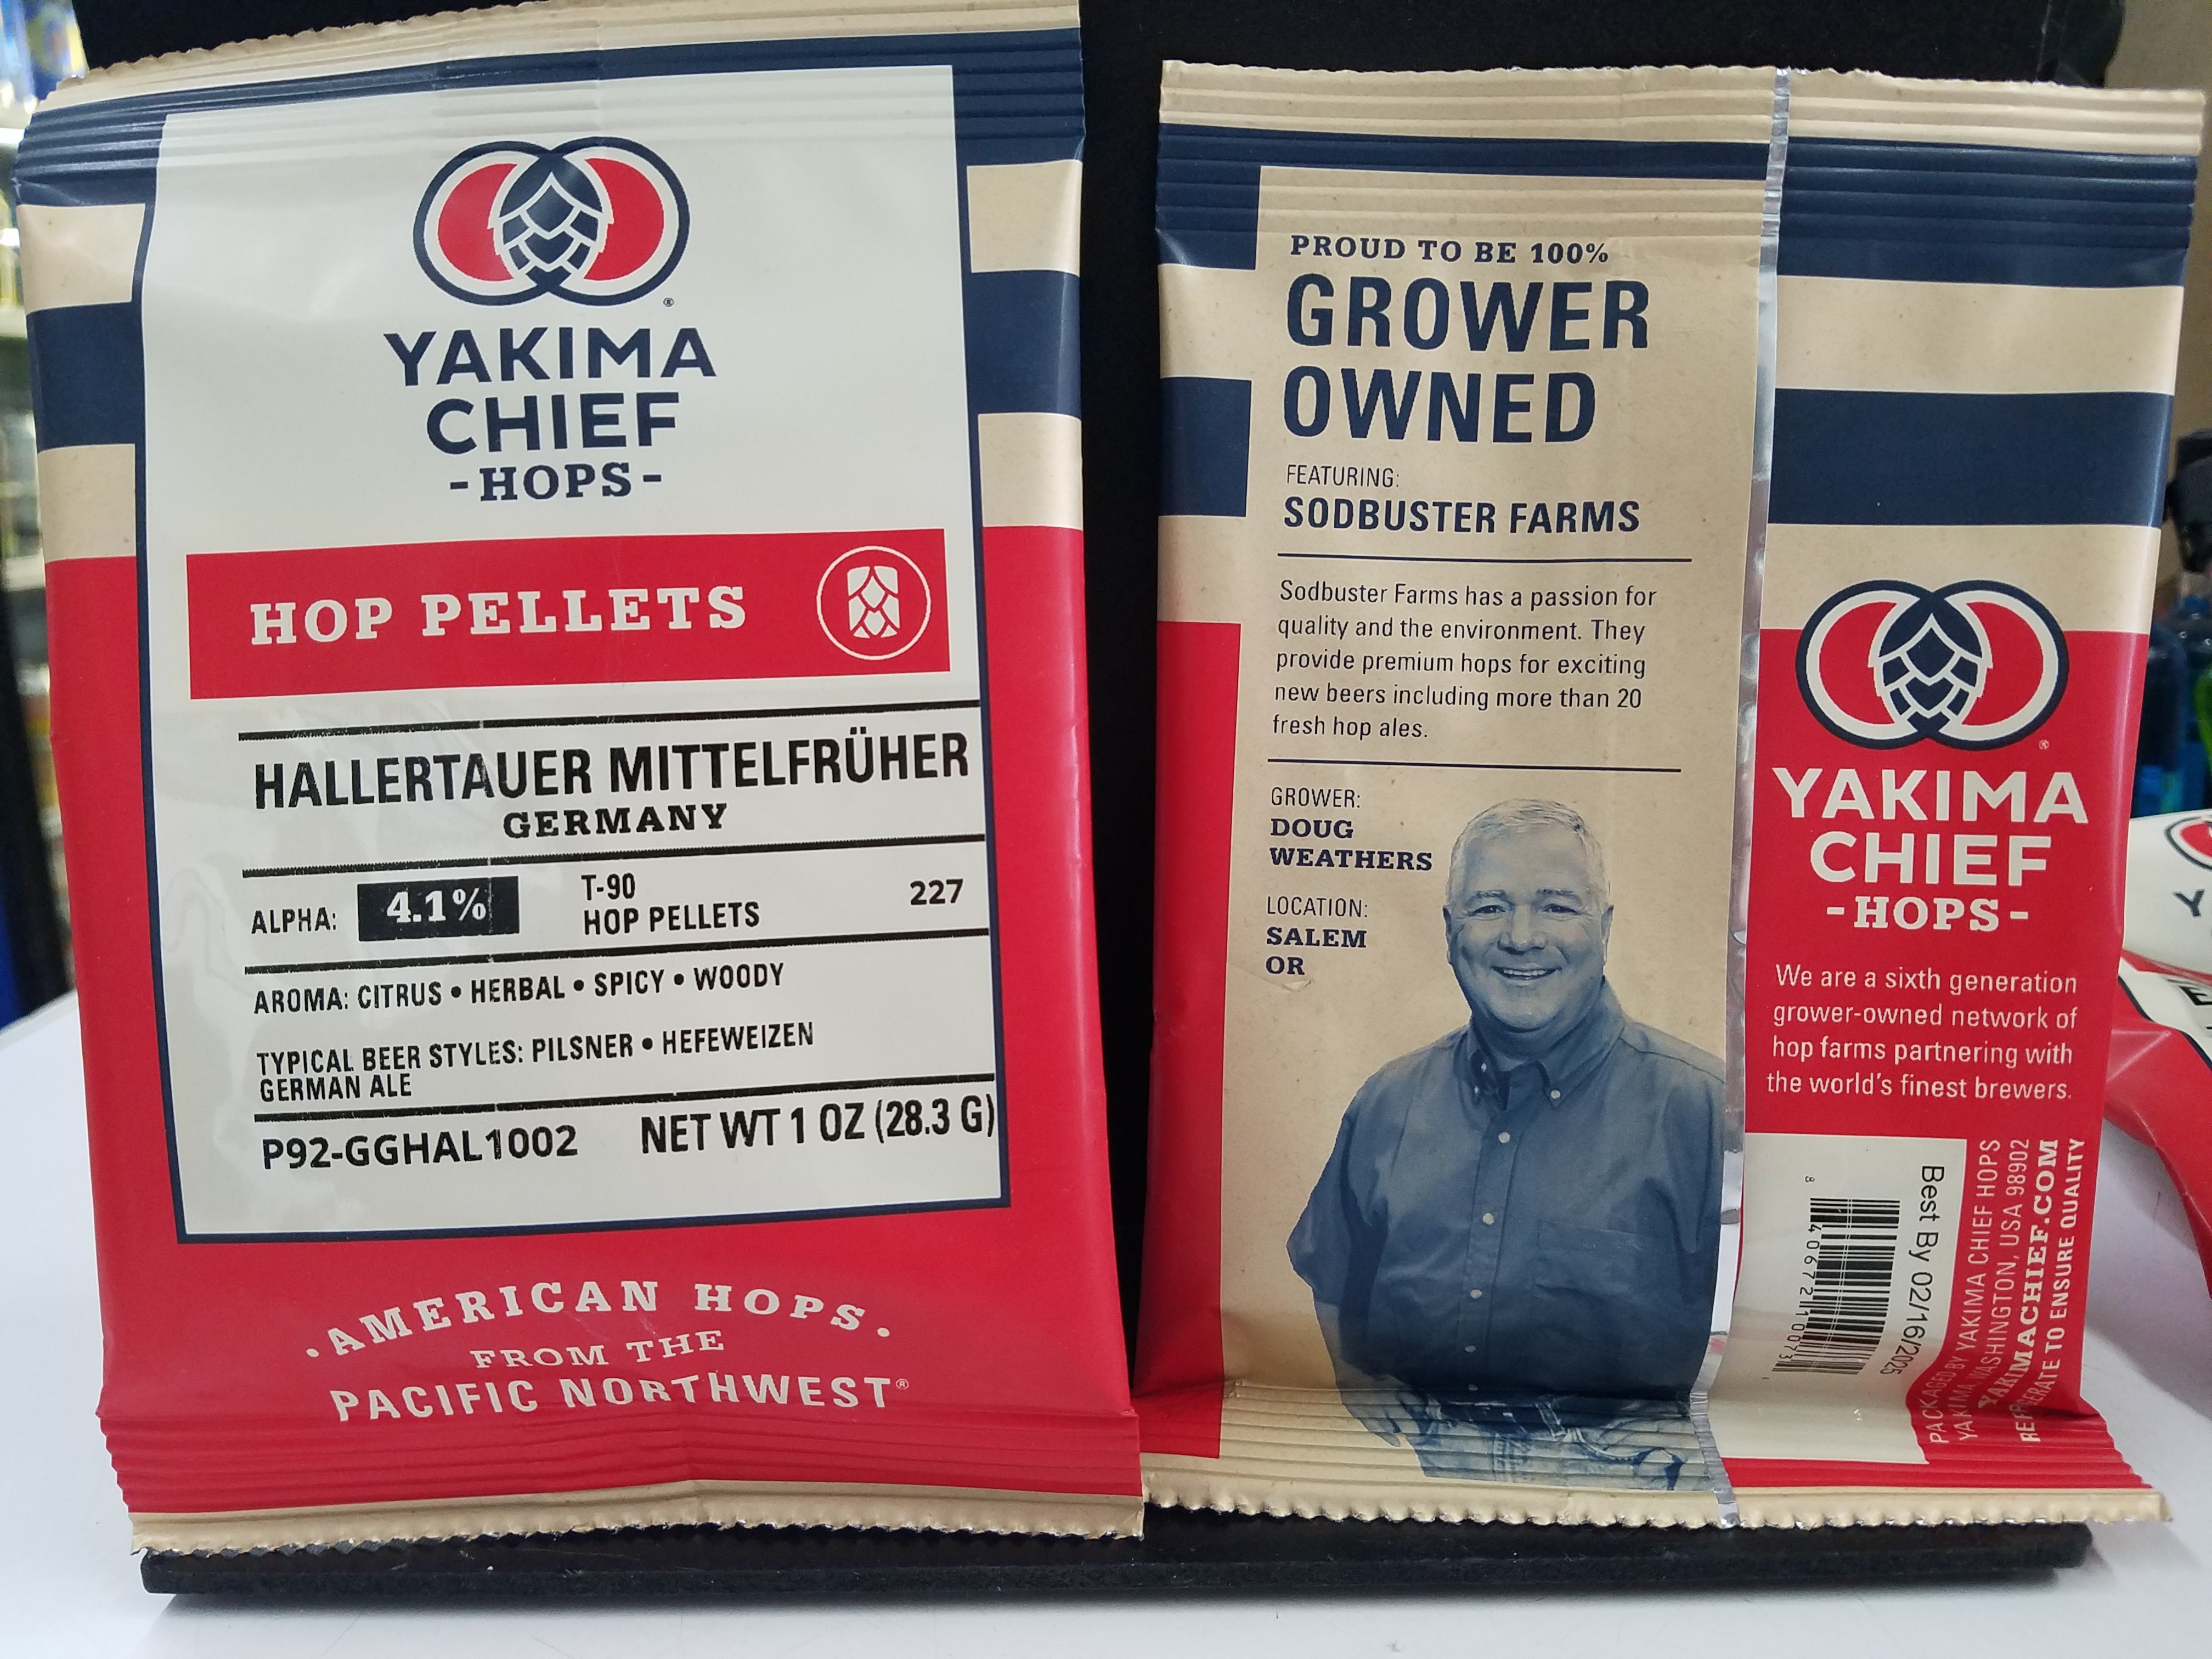 YAKIMA
CHIEF
-HOPS-
HOP PELLETS
HALLERTAUER MITTELFRÜHER
GERMANY
ALPHA: 4.1% T-90 HOP PELLETS 227
AROMA: CITRUS • HERBAL • SPICY • WOODY
TYPICAL BEER STYLES: PILSNER • HEFEWEIZEN
GERMAN ALE
P92-GGHAL1002 NET WT 1 OZ (28.3 G)
•AMERICAN HOPS•
FROM THE
PACIFIC NORTHWEST®
PROUD TO BE 100%
GROWER
OWNED
FEATURING:
SODBUSTER FARMS
Sodbuster Farms has a passion for
quality and the environment. They
provide premium hops for exciting
new beers including more than 20
fresh hop ales.
GROWER:
DOUG
WEATHERS
LOCATION:
SALEM
OR
YAKIMA
CHIEF
-HOPS-
We are a sixth generation
grower-owned network of
hop farms partnering with
the world's finest brewers.
Best By 02/16/2025
8 40672 10073
PACKAGED BY YAKIMA CHIEF HOPS
YAKIMA, WASHINGTON, USA 98902
YAKIMACHIEF.COM
REFRIGERATE TO ENSURE QUALITY